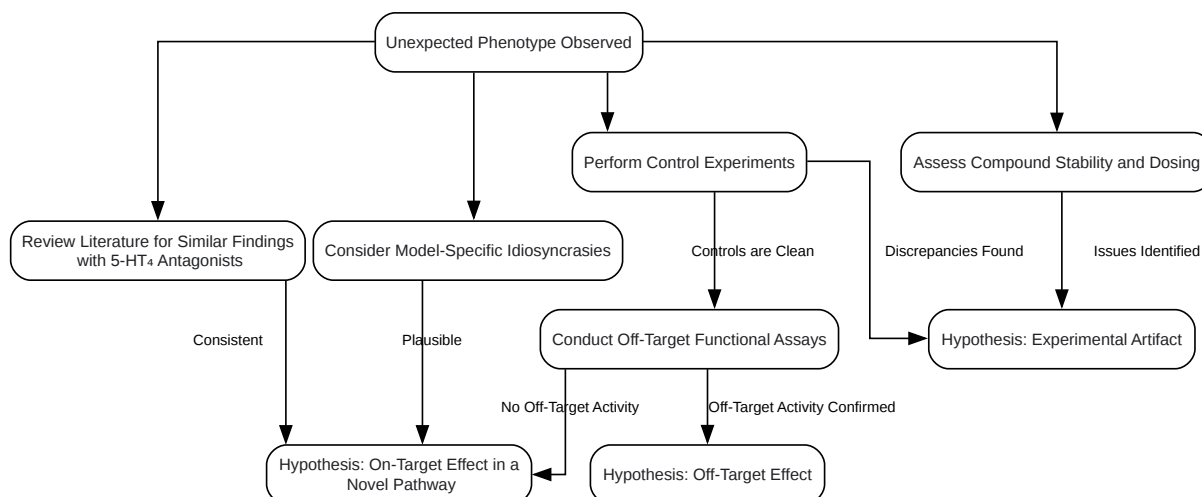 Unexpected Phenotype Observed
Perform Control Experiments
Assess Compound Stability and Dosing
Review Literature for Similar Findings
with 5-HT₄ Antagonists
Consider Model-Specific Idiosyncrasies
Controls are Clean
Discrepancies Found
Issues Identified
Consistent
Plausible
Conduct Off-Target Functional Assays
Hypothesis: Experimental Artifact
No Off-Target Activity
Off-Target Activity Confirmed
Hypothesis: On-Target Effect in a
Novel Pathway
Hypothesis: Off-Target Effect